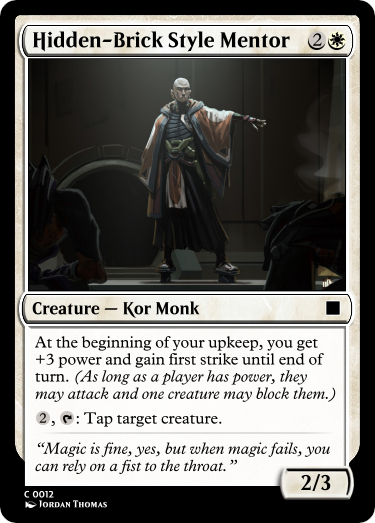 Hidden-Brick Style Mentor 2
Creature — Kor Monk
At the beginning of your upkeep, you get
+3 power and gain first strike until end of
turn. (As long as a player has power, they
may attack and one creature may block them.)
2, : Tap target creature.
“Magic is fine, yes, but when magic fails, you
can rely on a fist to the throat.”
2/3
C 0012
Jordan Thomas